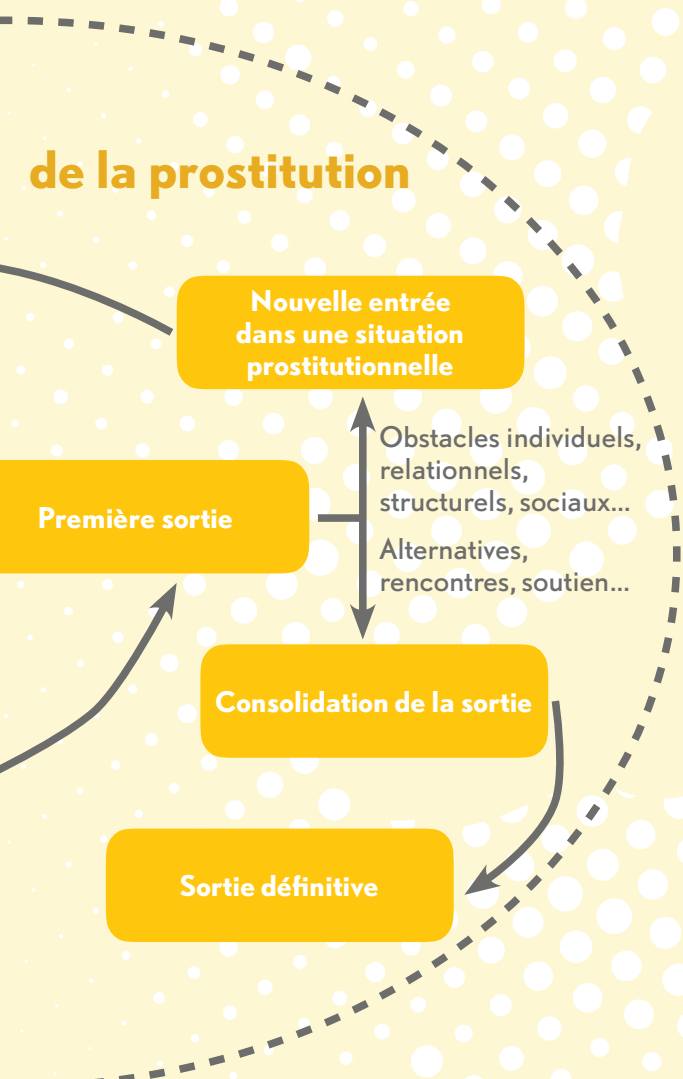 de la prostitution
Nouvelle entrée
dans une situation
prostitutionnelle
Obstacles individuels,
relationnels,
structurels, sociaux...
Première sortie
Alternatives,
rencontres, soutien...
Consolidation de la sortie
Sortie définitive